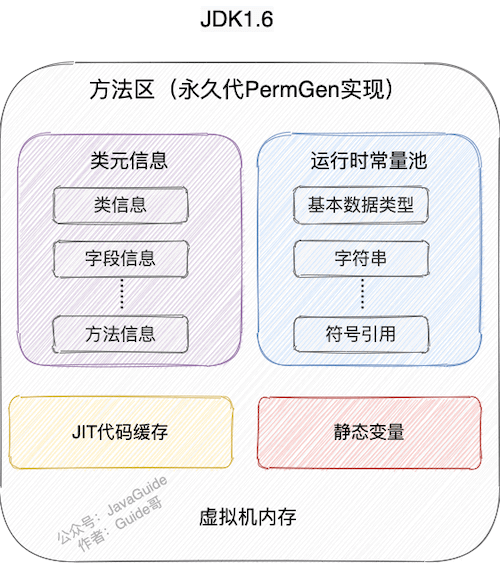 JDK1.6
方法区（永久代PermGen实现）
类元信息
类信息
字段信息
方法信息
运行时常量池
基本数据类型
字符串
符号引用
JIT代码缓存
静态变量
公众号：JavaGuide
作者：Guide哥
虚拟机内存